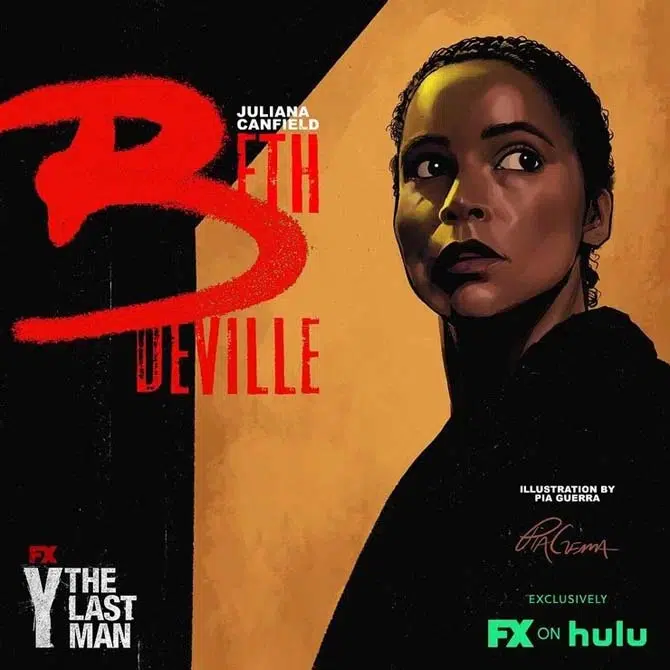 JULIANA
CANFIELD
BETH
DEVILLE
ILLUSTRATION BY
PIA GUERRA
Pia Guerra
FX
Y THE
LAST
MAN
EXCLUSIVELY
FX ON hulu